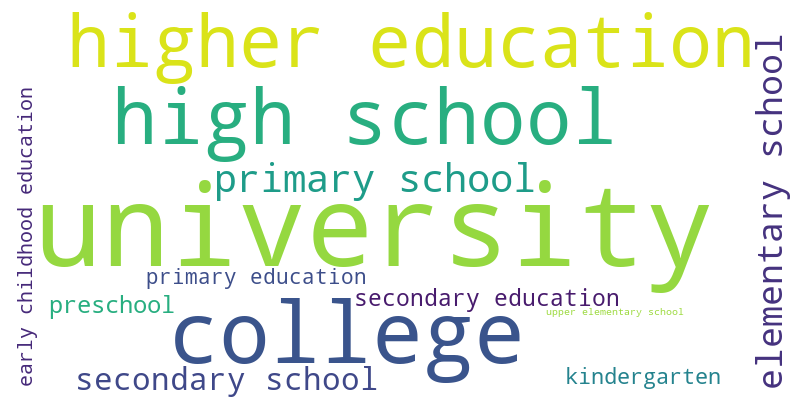 higher education
high school
primary school
university
primary education
secondary education
preschool
upper elementary school
college
secondary school
kindergarten
early childhood education
elementary school